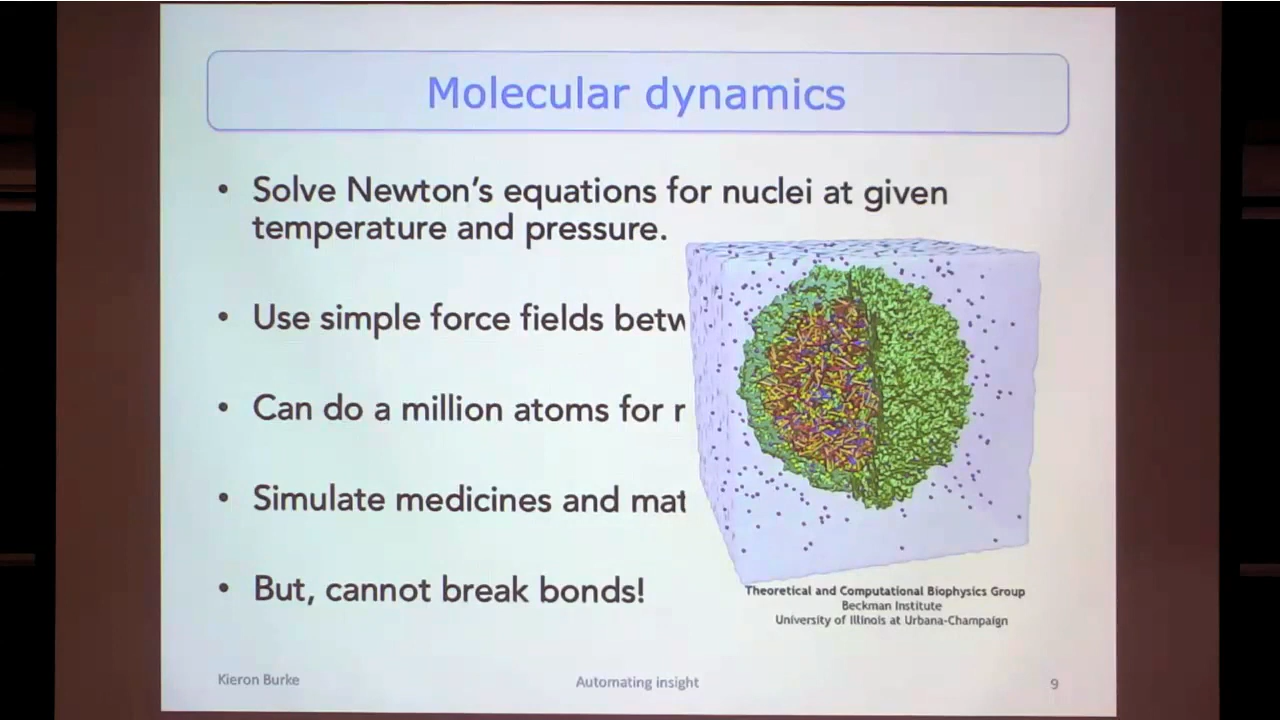 Molecular dynamics
• Solve Newton's equations for nuclei at given
temperature and pressure.
• Use simple force fields
• Can do a million atoms for
• Simulate medicines and
• But, cannot break bonds!
Theoretical and Computational Biophysics Group
Beckman Institute
University of Illinois at Urbana-Champaign
Kieron Burke
Automating insight
9